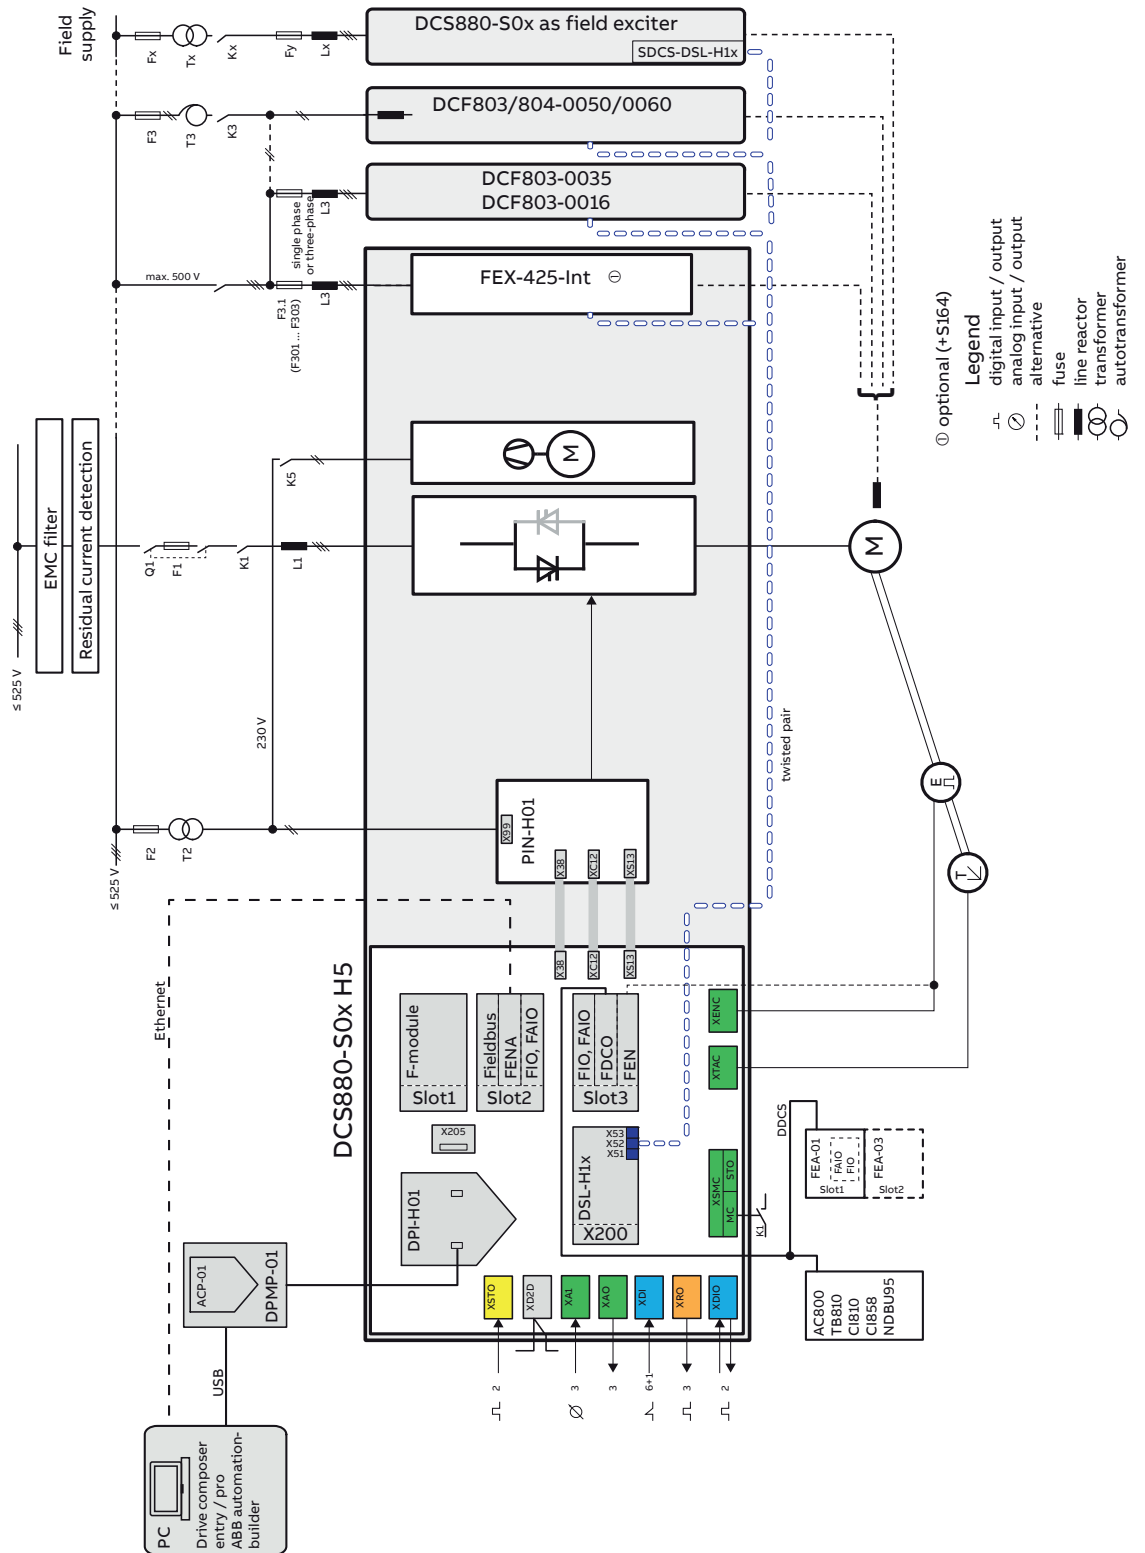 Field
supply
Fx
Tx
Kx
Fy
Lx
DCS880-S0x as field exciter
SDCS-DSL-H1x
F3
T3
K3
DCF803/804-0050/0060
single phase
or three-phase
L3
DCF803-0035
DCF803-0016
max. 500 V
F3.1
(F301 ... F303)
L3
FEX-425-Int ①
≤ 525 V
EMC filter
Residual current detection
K5
M
Q1
F1
K1
L1
M
230 V
≤ 525 V
F2
T2
X99
PIN-H01
X38
XC12
XS13
X38
XC12
XS13
twisted pair
E
T
① optional (+S164)
Legend
digital input / output
analog input / output
alternative
fuse
line reactor
transformer
autotransformer
Ethernet
DCS880-S0x H5
F-module
Slot1
Fieldbus
FENA
FIO, FAIO
Slot2
FIO, FAIO
FDCO
FEN
Slot3
XENC
XTAC
X205
DPI-H01
DSL-H1x
X200
X53
X52
X51
XSMC
MC
STO
K1
DDCS
FEA-01
FAIO
FIO
Slot1
FEA-03
Slot2
AC800
TB810
CI810
CI858
NDBU95
ACP-01
DPMP-01
USB
XSTO
XD2D
XA1
XAO
XDI
XRO
XDIO
2
3
3
6+1
3
2
PC
Drive composer
entry / pro
ABB automation-
builder